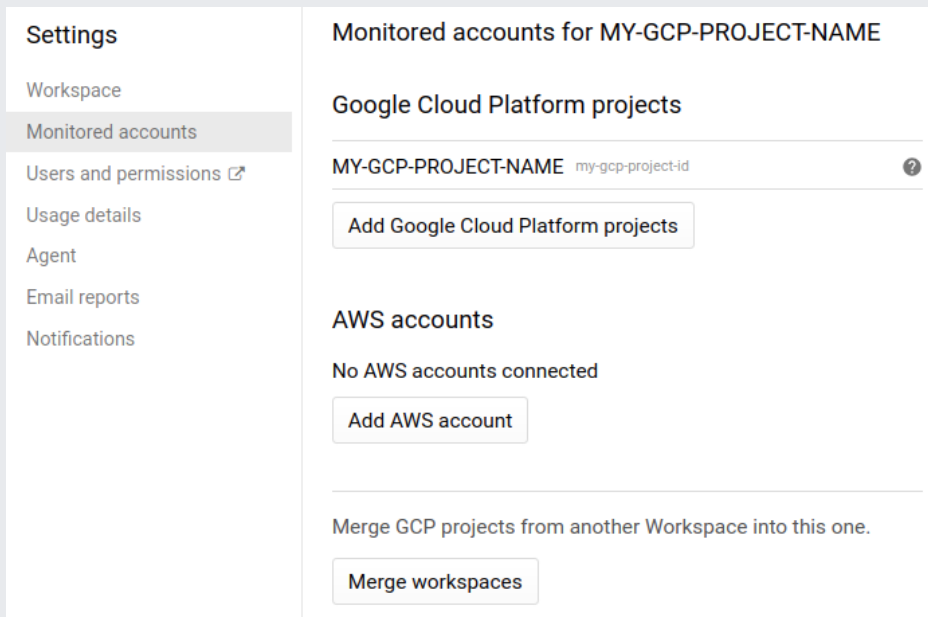 Settings
Workspace
Monitored accounts
Users and permissions
Usage details
Agent
Email reports
Notifications
Monitored accounts for MY-GCP-PROJECT-NAME
Google Cloud Platform projects
MY-GCP-PROJECT-NAME my-gcp-project-id ?
Add Google Cloud Platform projects
AWS accounts
No AWS accounts connected
Add AWS account
Merge GCP projects from another Workspace into this one.
Merge workspaces